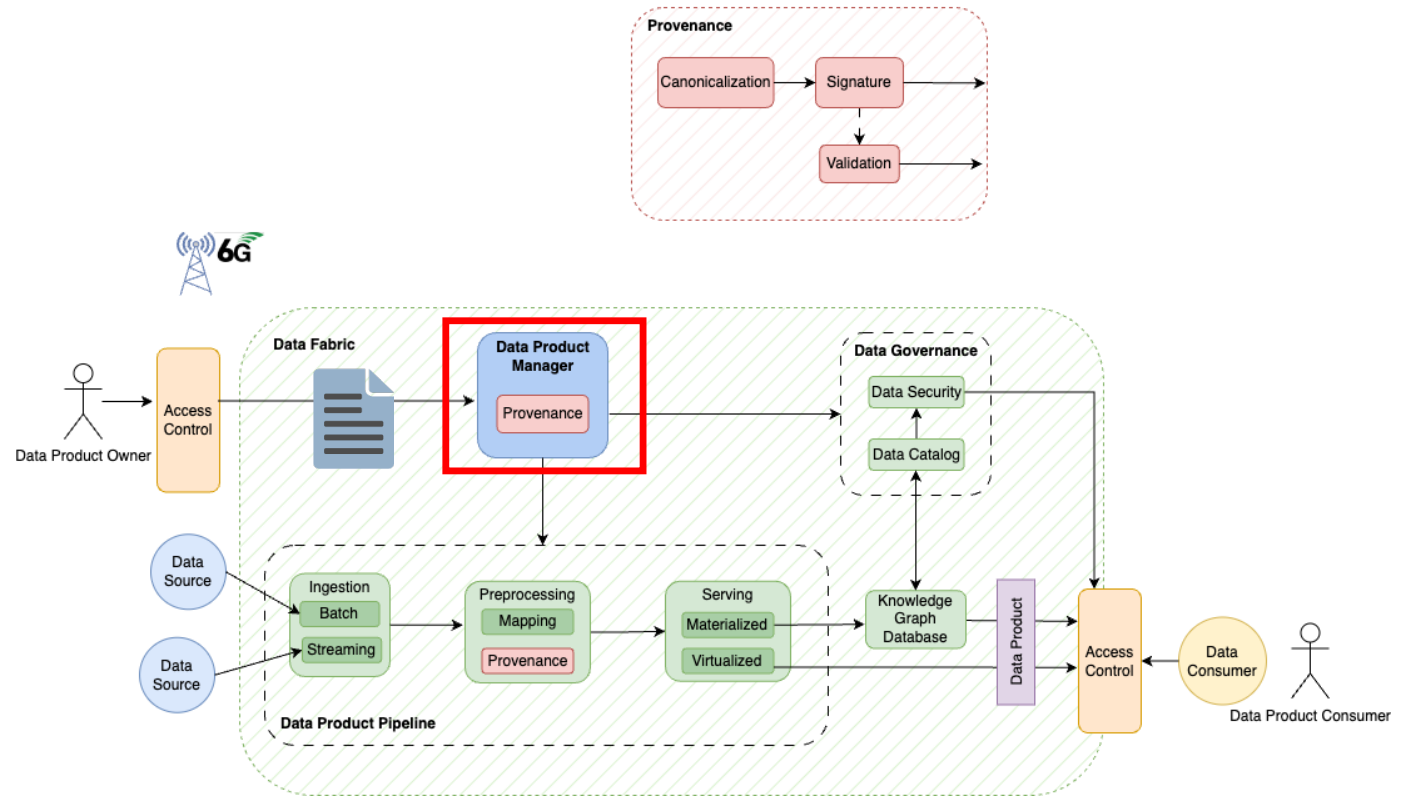 Provenance
Canonicalization
Signature
Validation
6G
Data Fabric
Data Product
Manager
Provenance
Data Governance
Data Security
Data Catalog
Access
Control
Data Product Owner
Data
Source
Data
Source
Ingestion
Batch
Streaming
Preprocessing
Mapping
Provenance
Serving
Materialized
Virtualized
Data Product Pipeline
Knowledge
Graph
Database
Data Product
Access
Control
Data
Consumer
Data Product Consumer